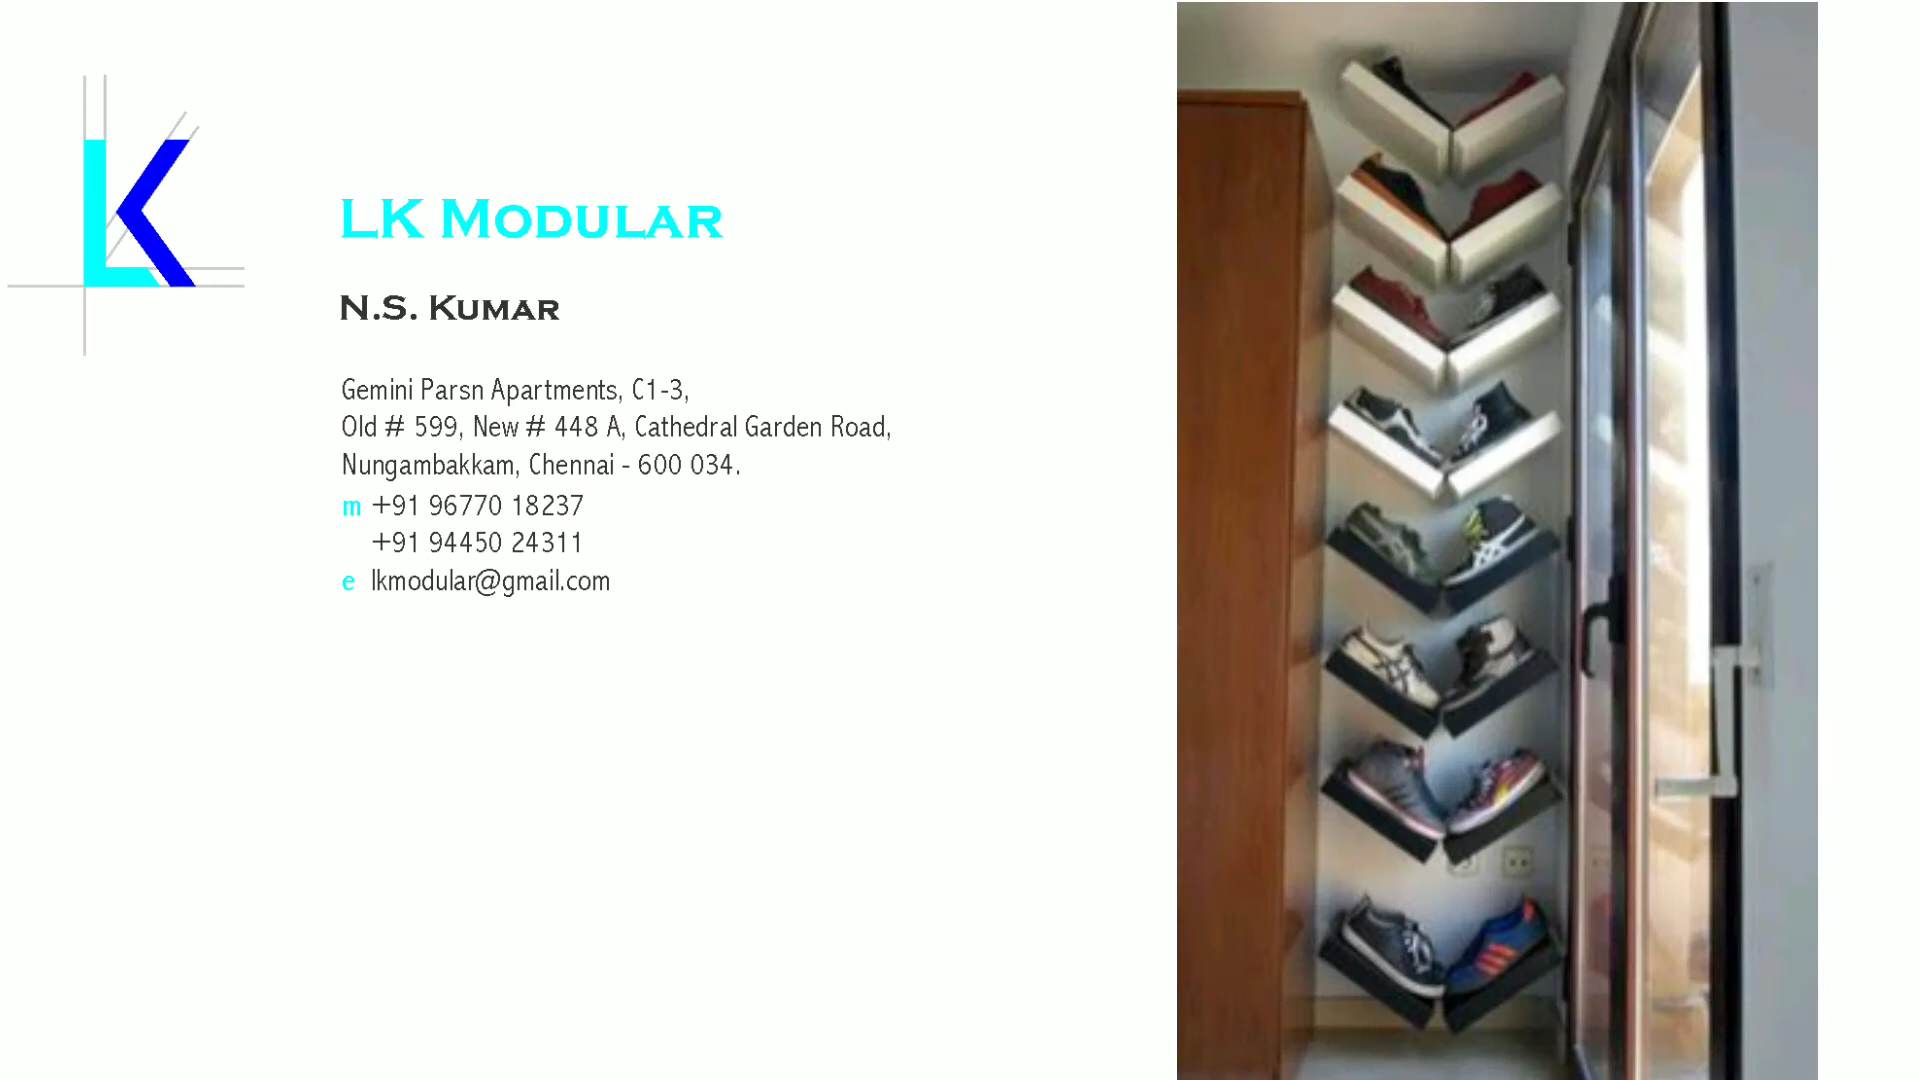 LK
LK Modular
N.S. Kumar
Gemini Parsn Apartments, C1-3,
Old # 599, New # 448 A, Cathedral Garden Road,
Nungambakkam, Chennai - 600 034.
m +91 96770 18237
+91 94450 24311
e lkmodular@gmail.com